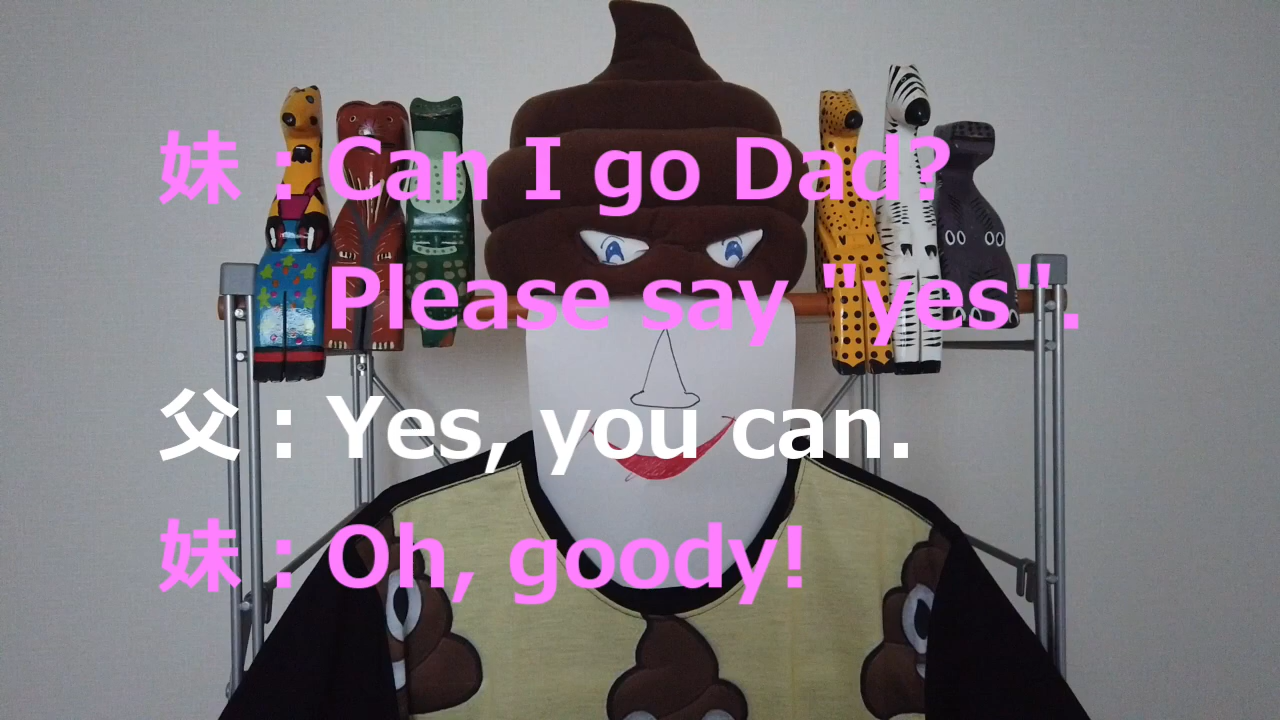 妹：Can I go Dad?
Please say "yes".
父：Yes, you can.
妹：Oh, goody!